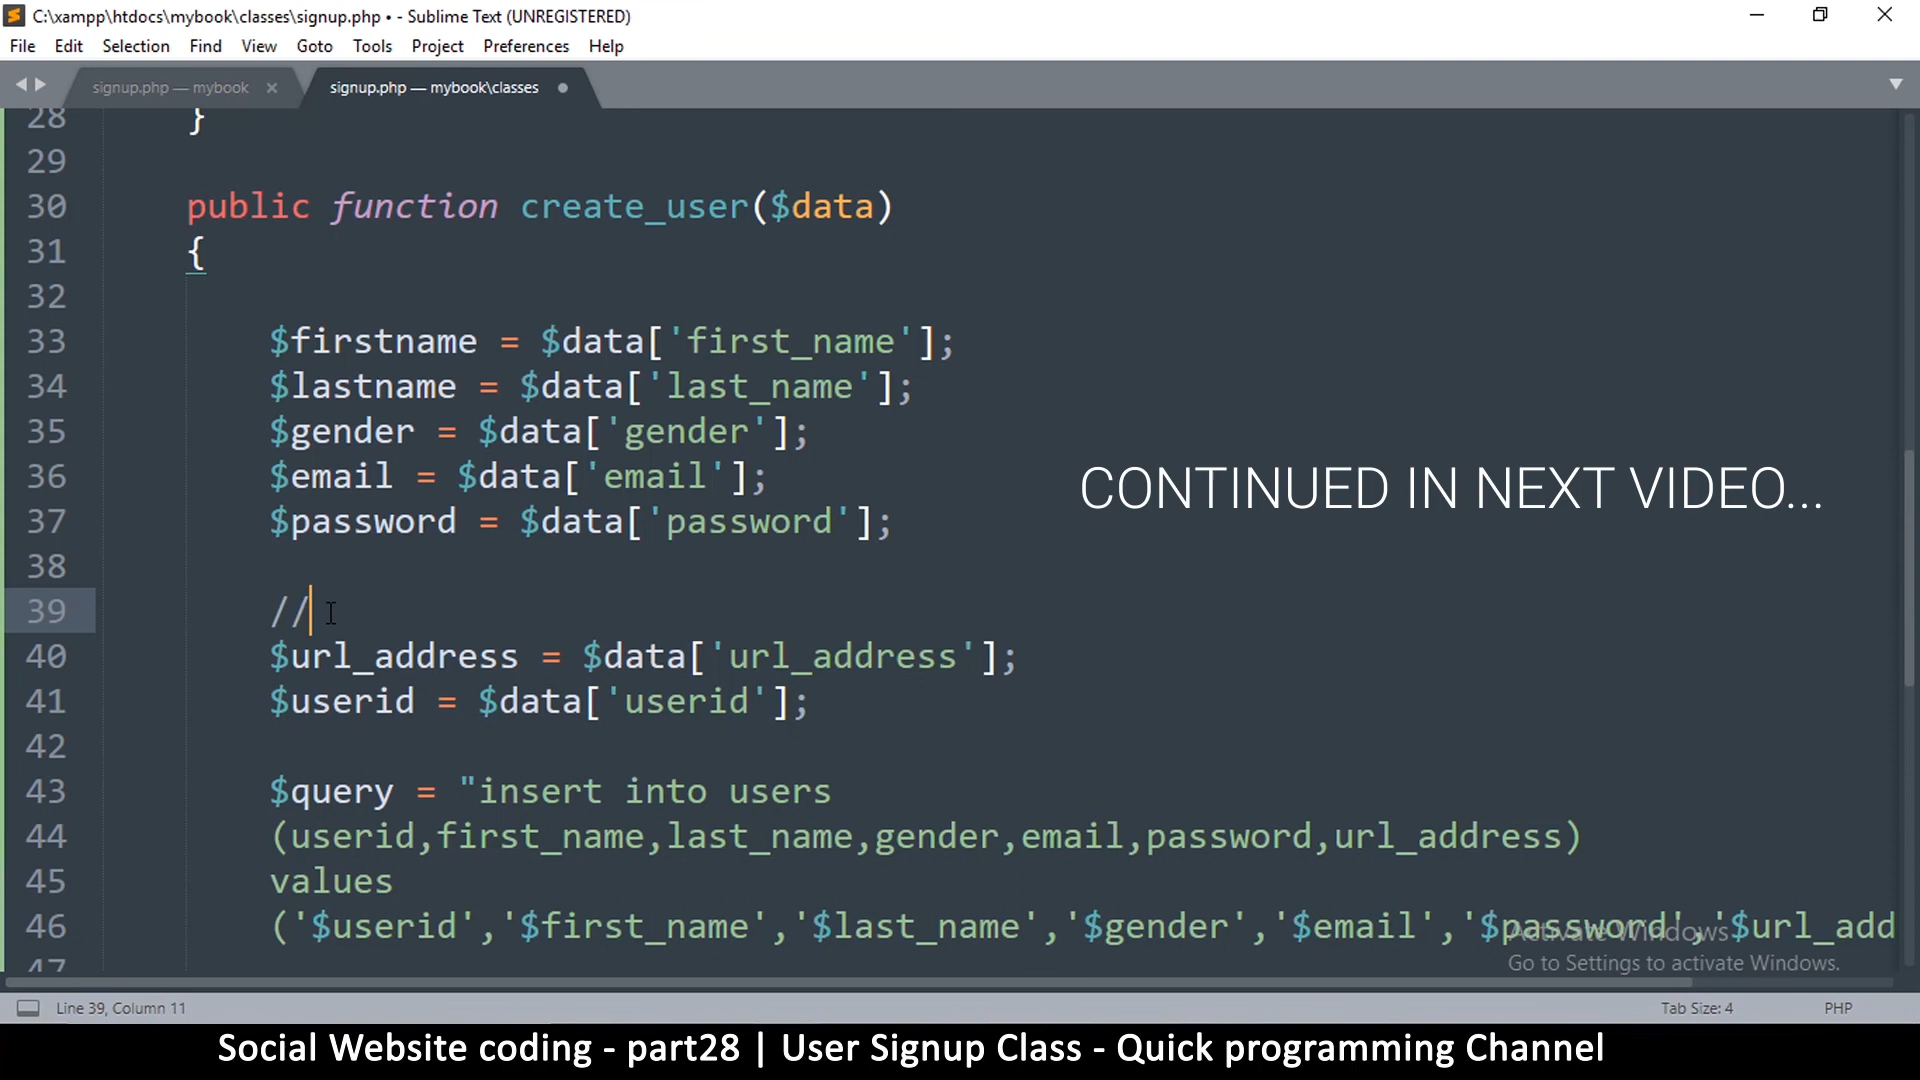 C:\xampp\htdocs\mybook\classes\signup.php • - Sublime Text (UNREGISTERED)
File Edit Selection Find View Goto Tools Project Preferences Help
signup.php — mybook signup.php — mybook\classes
28 }
29
30 public function create_user($data)
31 {
32
33 $firstname = $data['first_name'];
34 $lastname = $data['last_name'];
35 $gender = $data['gender'];
36 $email = $data['email'];
CONTINUED IN NEXT VIDEO...
37 $password = $data['password'];
38
39 //
40 $url_address = $data['url_address'];
41 $userid = $data['userid'];
42
43 $query = "insert into users
44 (userid,first_name,last_name,gender,email,password,url_address)
45 values
46 ('$userid','$first_name','$last_name','$gender','$email','$password','$url_add
47
Activate Windows
Go to Settings to activate Windows.
Line 39, Column 11 Tab Size: 4 PHP
Social Website coding - part28 | User Signup Class - Quick programming Channel